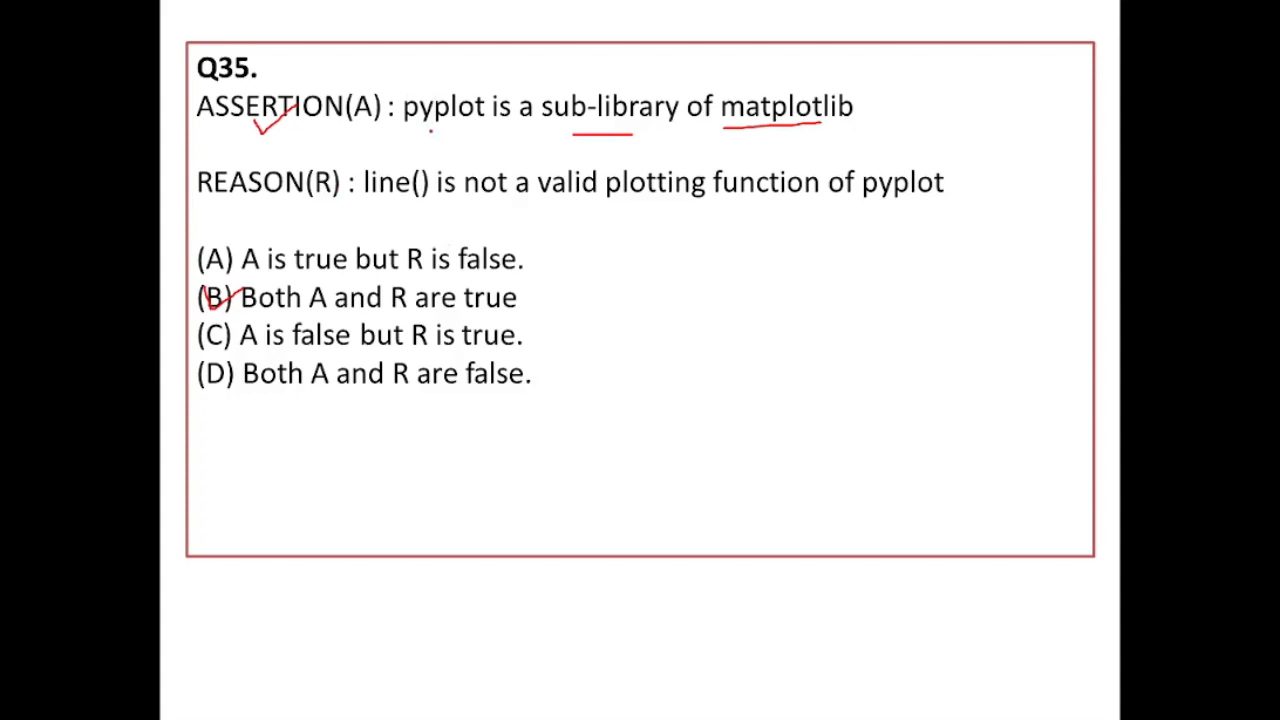 Q35.
ASSERTION(A) : pyplot is a sub-library of matplotlib
REASON(R) : line() is not a valid plotting function of pyplot
(A) A is true but R is false.
(B) Both A and R are true
(C) A is false but R is true.
(D) Both A and R are false.